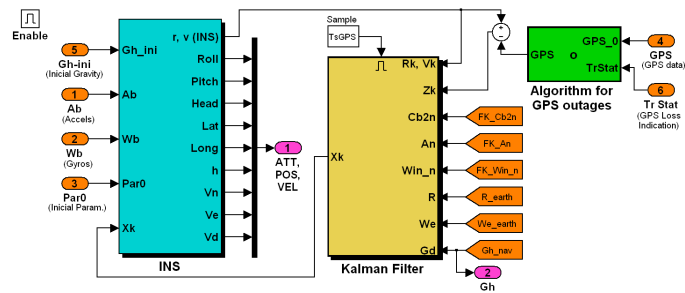 Enable
5
Gh-ini
(Inicial Gravity)
1
Ab
(Accels)
2
Wb
(Gyros)
3
Par0
(Inicial Param.)
Gh_ini
Ab
Wb
Par0
Xk
r, v (INS)
Roll
Pitch
Head
Lat
Long
h
Vn
Ve
Vd
INS
1
ATT,
POS,
VEL
Sample
TsGPS
Xk
Rk, Vk
Zk
Cb2n
An
Win_n
R
We
Gd
Kalman Filter
FK_Cb2n
FK_An
FK_Win_n
R_earth
We_earth
Gh_nav
2
Gh
GPS
GPS_0
TrStat
Algorithm for
GPS outages
4
GPS
(GPS data)
6
Tr Stat
(GPS Loss
Indication)